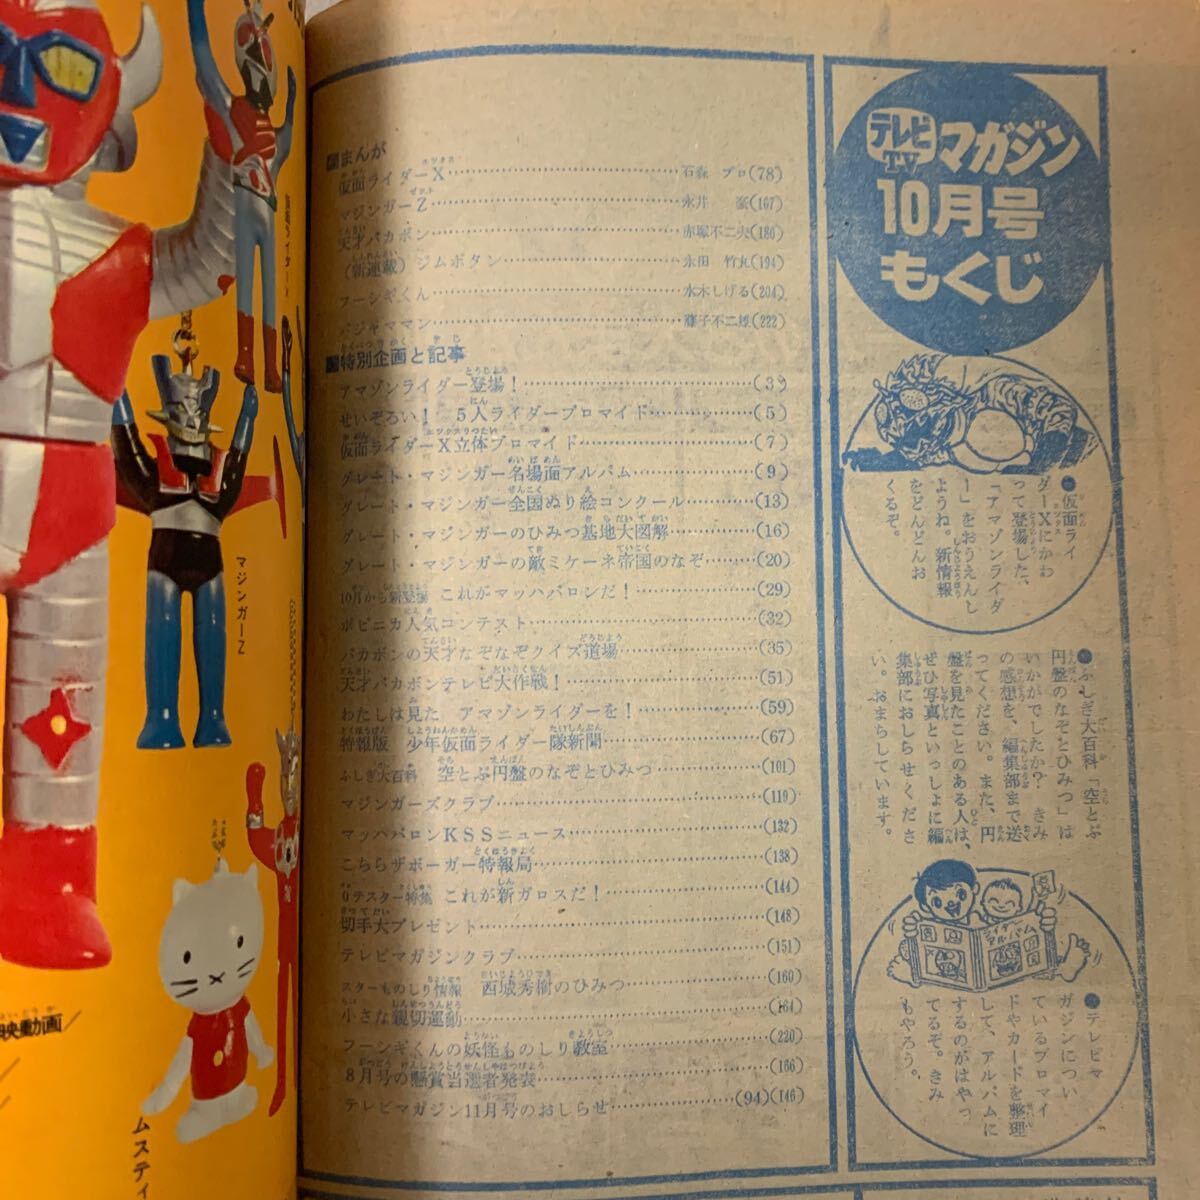 テレビマガジン
TV
10月号
もくじ
まんが
仮面ライダーX……石森 プロ(78)
マジンガーZ……永井 豪(167)
天才バカボン……赤塚不二夫(180)
(新連載)ジムボタン……永田 竹丸(194)
フーシギくん……水木しげる(204)
パジャママン……藤子不二雄(222)
特別企画と記事
アマゾンライダー登場!……(3)
せいぞろい! 5人ライダーブロマイド……(5)
仮面ライダーX立体ブロマイド……(7)
グレート・マジンガー名場面アルバム……(9)
グレート・マジンガー全国ぬり絵コンクール……(13)
グレート・マジンガーのひみつ基地大図解……(16)
グレート・マジンガーの敵ミケーネ帝国のなぞ……(20)
10月から新登場 これがマッハバロンだ!……(29)
ポピニカ人気コンテスト……(32)
バカボンの天才なぞなぞクイズ道場……(35)
天才バカボンテレビ大作戦!……(51)
わたしは見た アマゾンライダーを!……(59)
特報版 少年仮面ライダー隊新聞……(67)
ふしぎ大百科 空とぶ円盤のなぞとひみつ……(101)
マジンガーズクラブ……(119)
マッハバロンKSSニュース……(132)
こちらザボーガー特報局……(138)
0テスター特集 これが新ガロスだ!……(144)
切手大プレゼント……(148)
テレビマガジンクラブ……(151)
スターものしり情報 西城秀樹のひみつ……(160)
小さな親切運動……(164)
フーシギくんの妖怪ものしり教室……(220)
8月号の懸賞当選者発表……(166)
テレビマガジン11月号のおしらせ……(94)(146)
仮面ライ
ダーXにかわ
って登場した、
「アマゾンライダ
ー」をおうえんし
ようね。新情報
をどんどんお
くるぞ。
ふしぎ大百科「空とぶ
円盤のなぞとひみつ」は
いかがでしたか? きみ
の感想を、編集部まで送
ってください。また、円
盤を見たことのある人は、
ぜひ写真といっしょに編
集部におしらせくださ
い。おまちしています。
ライダー
アルバム
テレビマ
ガジンについ
ているブロマイ
ドやカードを整理
して、アルバムに
するのがはやっ
てるぞ。きみ
もやろう。
マジンガーZ
映動画
ムスティ